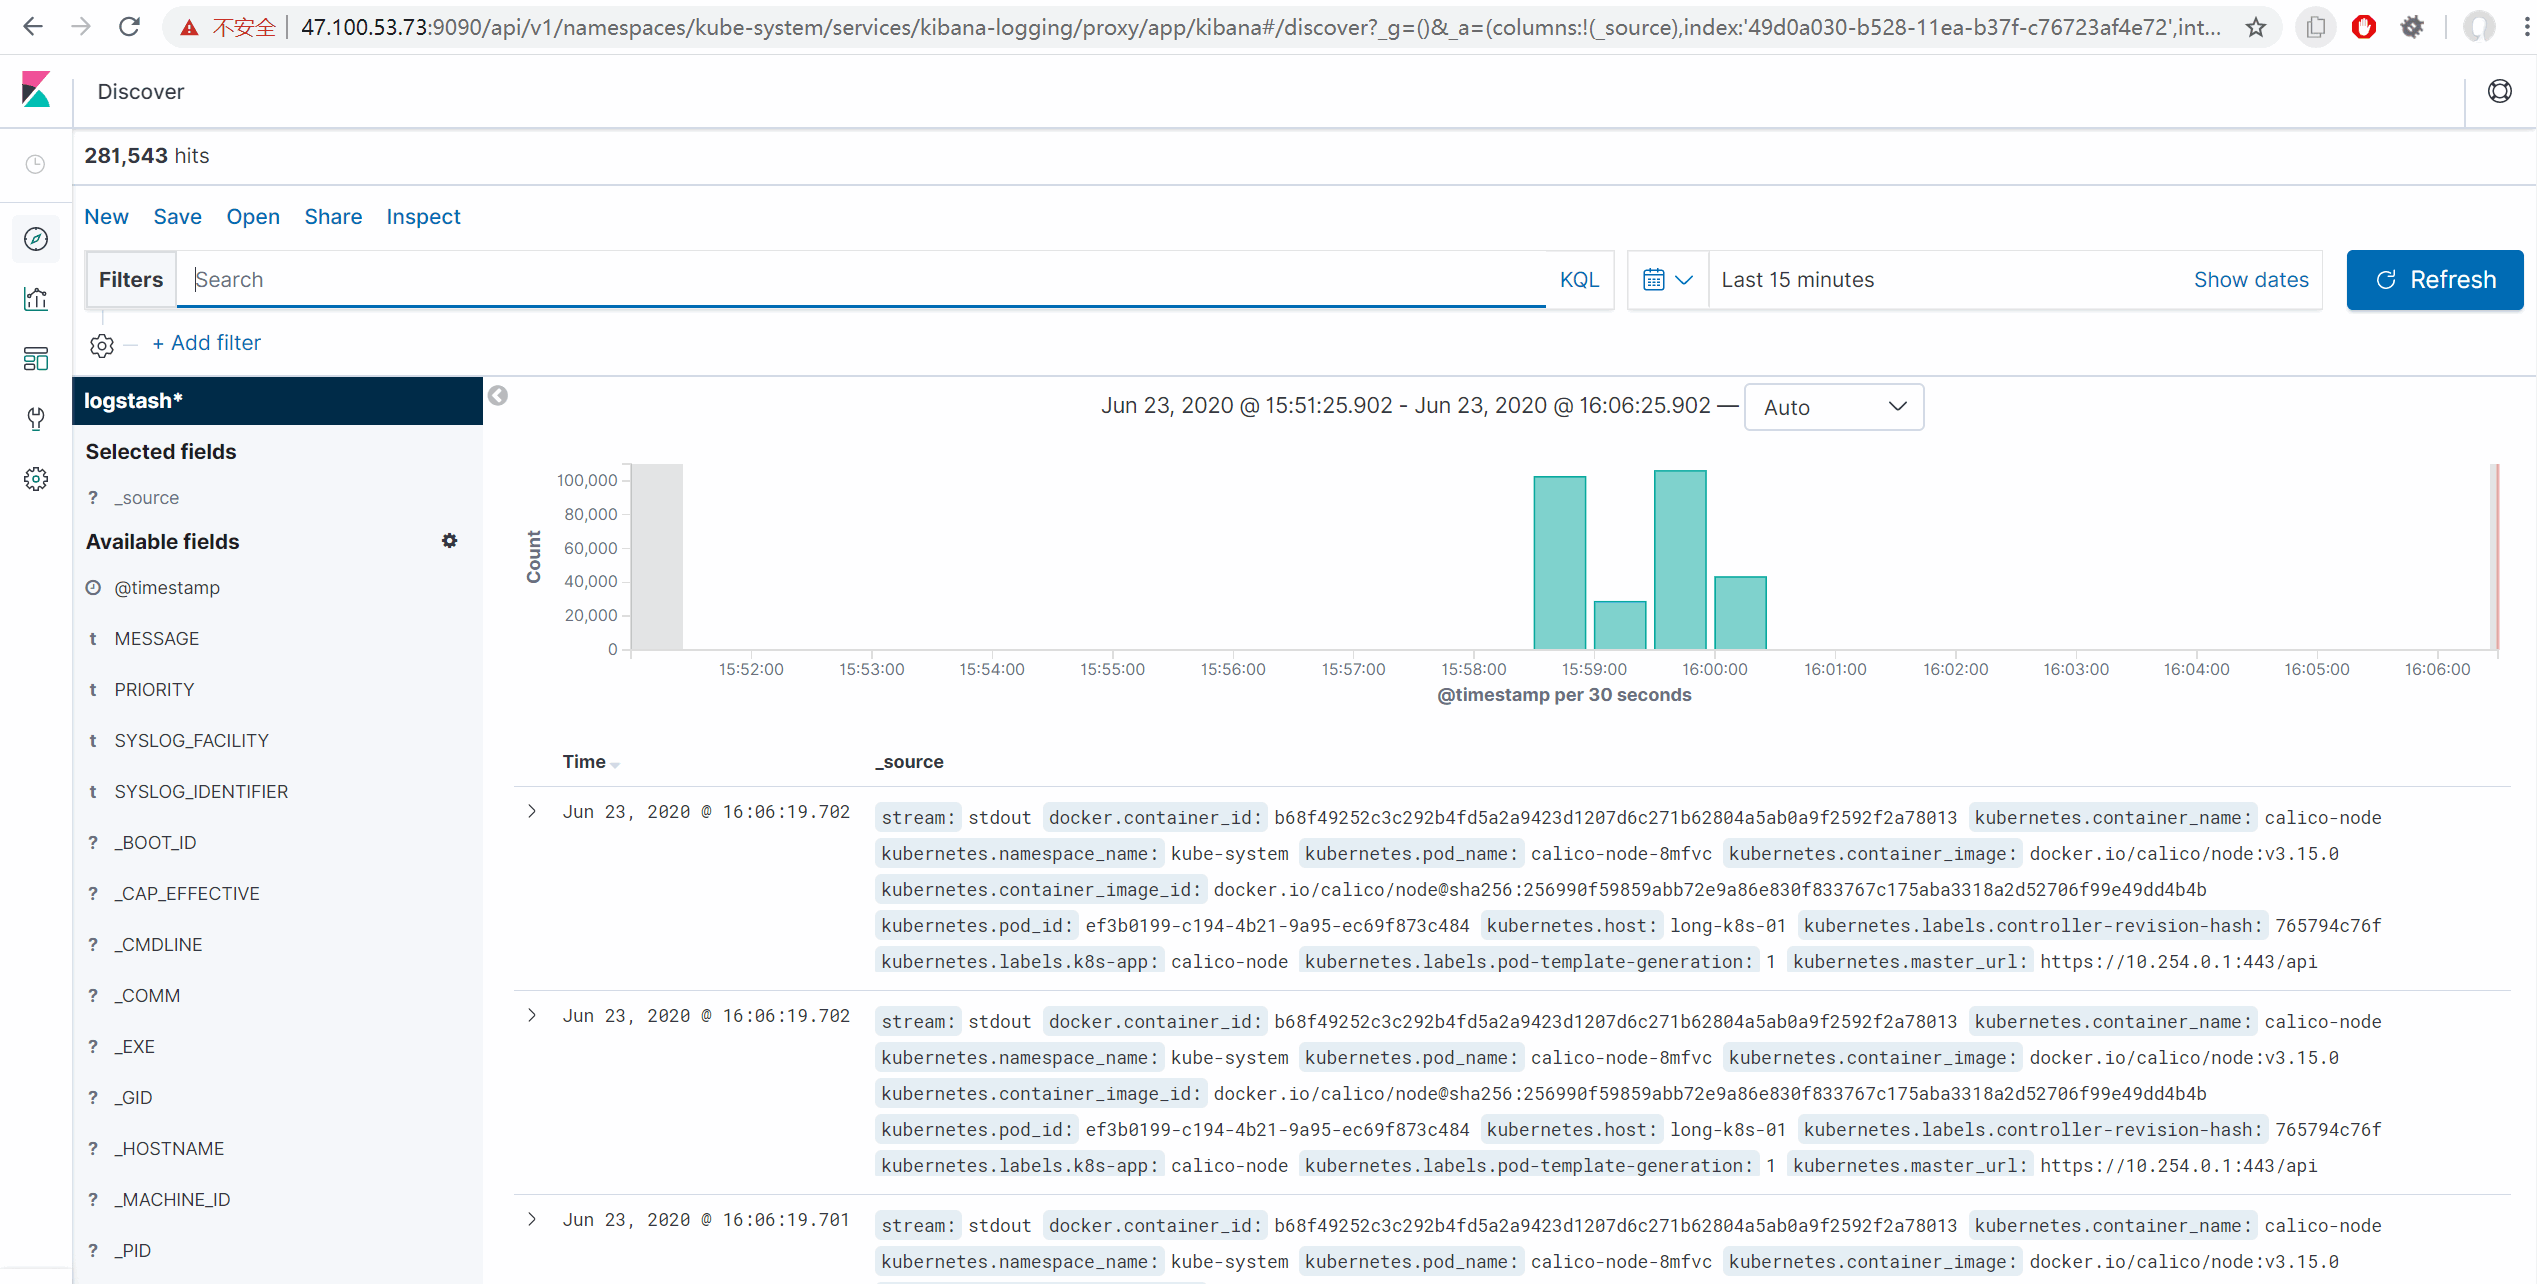 不安全 47.100.53.73:9090/api/v1/namespaces/kube-system/services/kibana-logging/proxy/app/kibana#/discover?_g=()&_a=(columns:!(_source),index:'49d0a030-b528-11ea-b37f-c76723af4e72',int...
Discover
281,543 hits
New Save Open Share Inspect
Filters Search KQL Last 15 minutes Show dates Refresh
+ Add filter
logstash*
Selected fields
? _source
Available fields
@timestamp
t MESSAGE
t PRIORITY
t SYSLOG_FACILITY
t SYSLOG_IDENTIFIER
? _BOOT_ID
? _CAP_EFFECTIVE
? _CMDLINE
? _COMM
? _EXE
? _GID
? _HOSTNAME
? _MACHINE_ID
? _PID
Jun 23, 2020 @ 15:51:25.902 - Jun 23, 2020 @ 16:06:25.902 — Auto
Count
100,000
80,000
60,000
40,000
20,000
0
15:52:00 15:53:00 15:54:00 15:55:00 15:56:00 15:57:00 15:58:00 15:59:00 16:00:00 16:01:00 16:02:00 16:03:00 16:04:00 16:05:00 16:06:00
@timestamp per 30 seconds
Time _source
Jun 23, 2020 @ 16:06:19.702 stream: stdout docker.container_id: b68f49252c3c292b4fd5a2a9423d1207d6c271b62804a5ab0a9f2592f2a78013 kubernetes.container_name: calico-node
kubernetes.namespace_name: kube-system kubernetes.pod_name: calico-node-8mfvc kubernetes.container_image: docker.io/calico/node:v3.15.0
kubernetes.container_image_id: docker.io/calico/node@sha256:256990f59859abb72e9a86e830f833767c175aba3318a2d52706f99e49dd4b4b
kubernetes.pod_id: ef3b0199-c194-4b21-9a95-ec69f873c484 kubernetes.host: long-k8s-01 kubernetes.labels.controller-revision-hash: 765794c76f
kubernetes.labels.k8s-app: calico-node kubernetes.labels.pod-template-generation: 1 kubernetes.master_url: https://10.254.0.1:443/api
Jun 23, 2020 @ 16:06:19.702 stream: stdout docker.container_id: b68f49252c3c292b4fd5a2a9423d1207d6c271b62804a5ab0a9f2592f2a78013 kubernetes.container_name: calico-node
kubernetes.namespace_name: kube-system kubernetes.pod_name: calico-node-8mfvc kubernetes.container_image: docker.io/calico/node:v3.15.0
kubernetes.container_image_id: docker.io/calico/node@sha256:256990f59859abb72e9a86e830f833767c175aba3318a2d52706f99e49dd4b4b
kubernetes.pod_id: ef3b0199-c194-4b21-9a95-ec69f873c484 kubernetes.host: long-k8s-01 kubernetes.labels.controller-revision-hash: 765794c76f
kubernetes.labels.k8s-app: calico-node kubernetes.labels.pod-template-generation: 1 kubernetes.master_url: https://10.254.0.1:443/api
Jun 23, 2020 @ 16:06:19.701 stream: stdout docker.container_id: b68f49252c3c292b4fd5a2a9423d1207d6c271b62804a5ab0a9f2592f2a78013 kubernetes.container_name: calico-node
kubernetes.namespace_name: kube-system kubernetes.pod_name: calico-node-8mfvc kubernetes.container_image: docker.io/calico/node:v3.15.0